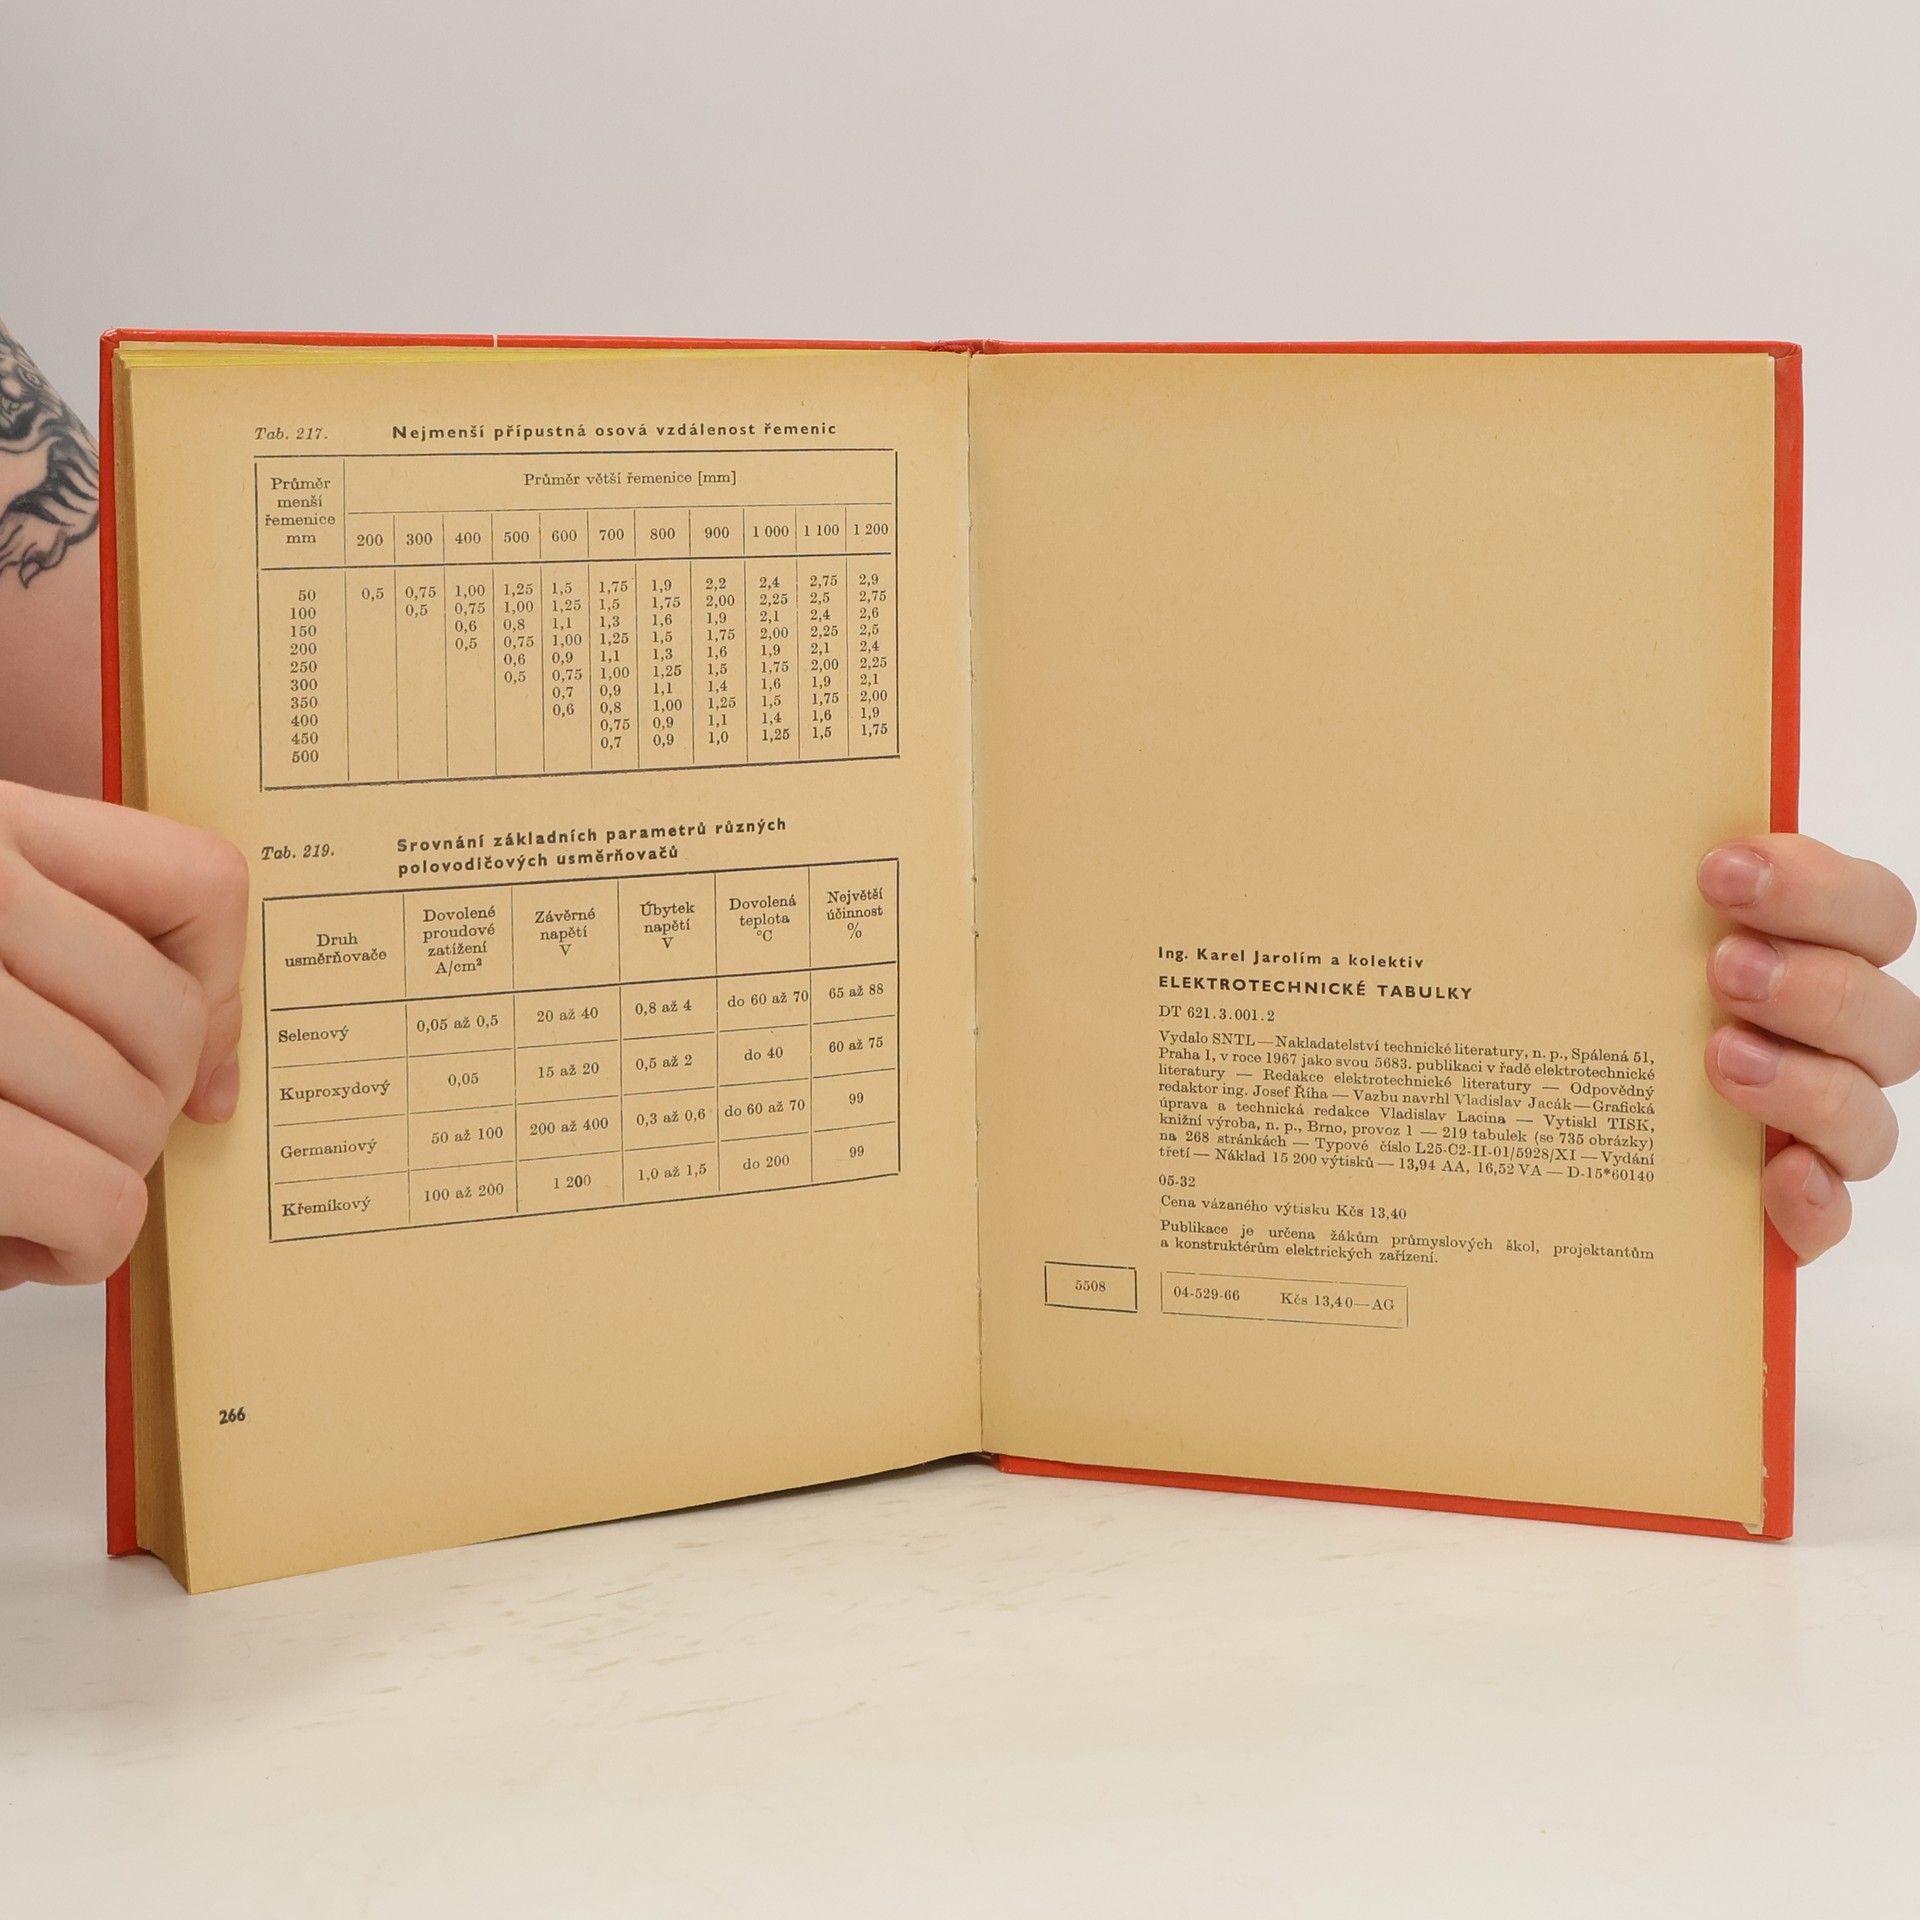 Tab. 217. Nejmenší přípustná osová vzdálenost řemenic
Průměr menší řemenice mm
Průměr větší řemenice [mm]
200 300 400 500 600 700 800 900 1 000 1 100 1 200
50 0,5 0,75 1,00 1,25 1,5 1,75 1,9 2,2 2,4 2,75 2,9
100 0,5 0,75 1,00 1,25 1,5 1,75 2,00 2,25 2,5 2,75
150 0,6 0,8 1,1 1,3 1,6 1,9 2,1 2,4 2,6
200 0,5 0,75 1,00 1,25 1,5 1,75 2,00 2,25 2,5
250 0,6 0,9 1,1 1,3 1,6 1,9 2,1 2,4
300 0,5 0,75 1,00 1,25 1,5 1,75 2,00 2,25
350 0,7 0,9 1,1 1,4 1,6 1,9 2,1
400 0,6 0,8 1,00 1,25 1,5 1,75 2,00
450 0,75 0,9 1,1 1,4 1,6 1,9
500 0,7 0,9 1,0 1,25 1,5 1,75
Tab. 219. Srovnání základních parametrů různých
polovodičových usměrňovačů
Druh usměrňovače
Dovolené proudové zatížení A/cm²
Závěrné napětí V
Úbytek napětí V
Dovolená teplota °C
Největší účinnost %
Selenový 0,05 až 0,5 20 až 40 0,8 až 4 do 60 až 70 65 až 88
Kuproxydový 0,05 15 až 20 0,5 až 2 do 40 60 až 75
Germaniový 50 až 100 200 až 400 0,3 až 0,6 do 60 až 70 99
Křemíkový 100 až 200 1 200 1,0 až 1,5 do 200 99
266
Ing. Karel Jarolím a kolektiv
ELEKTROTECHNICKÉ TABULKY
DT 621.3.001.2
Vydalo SNTL — Nakladatelství technické literatury, n. p., Spálená 51,
Praha 1, v roce 1967 jako svou 5683. publikaci v řadě elektrotechnické
literatury — Redakce elektrotechnické literatury — Odpovědný
redaktor ing. Josef Říha — Vazbu navrhl Vladislav Jacák — Grafická
úprava a technická redakce Vladislav Lacina — Vytiskl TISK,
knižní výroba, n. p., Brno, provoz 1 — 219 tabulek (se 735 obrázky)
na 268 stránkách — Typové číslo L25-C2-II-01/5928/XI — Vydání
třetí — Náklad 15 200 výtisků — 13,94 AA, 16,52 VA — D-15*60140
05-32
Cena vázaného výtisku Kčs 13,40
Publikace je určena žákům průmyslových škol, projektantům
a konstruktérům elektrických zařízení.
5508
04-529-66 Kčs 13,40—AG